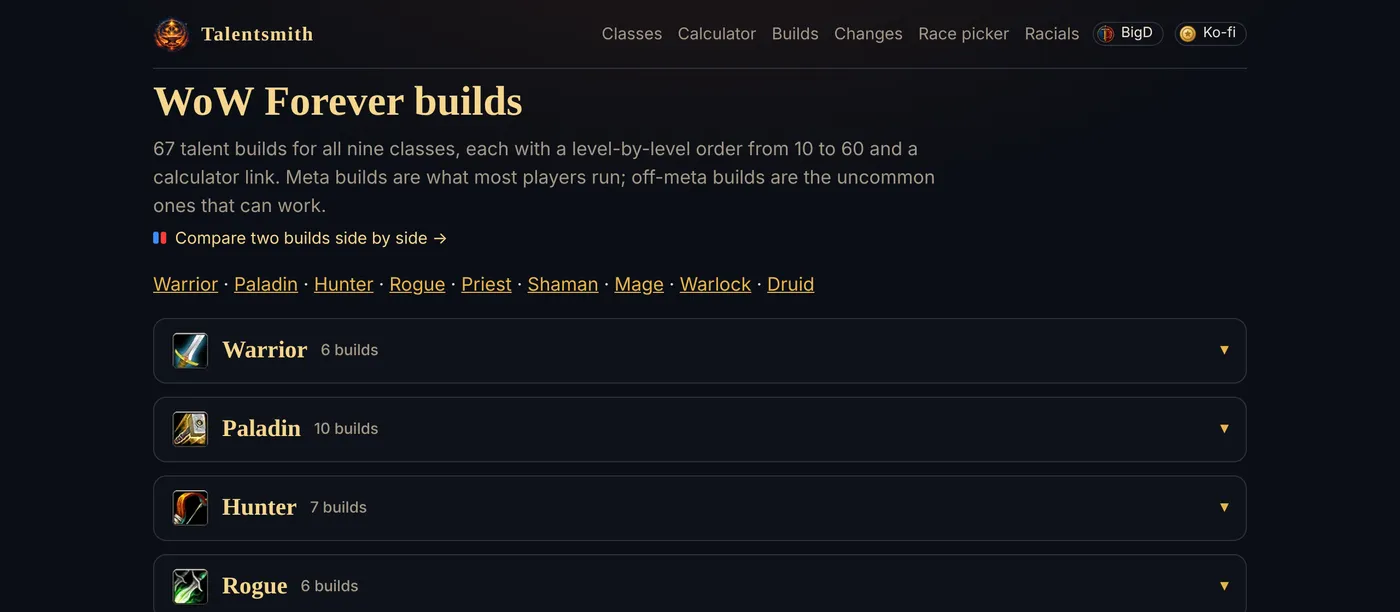 Talentsmith
Classes Calculator Builds Changes Race picker Racials BigD Ko-fi
WoW Forever builds
67 talent builds for all nine classes, each with a level-by-level order from 10 to 60 and a
calculator link. Meta builds are what most players run; off-meta builds are the uncommon
ones that can work.
Compare two builds side by side →
Warrior · Paladin · Hunter · Rogue · Priest · Shaman · Mage · Warlock · Druid
Warrior 6 builds
Paladin 10 builds
Hunter 7 builds
Rogue 6 builds